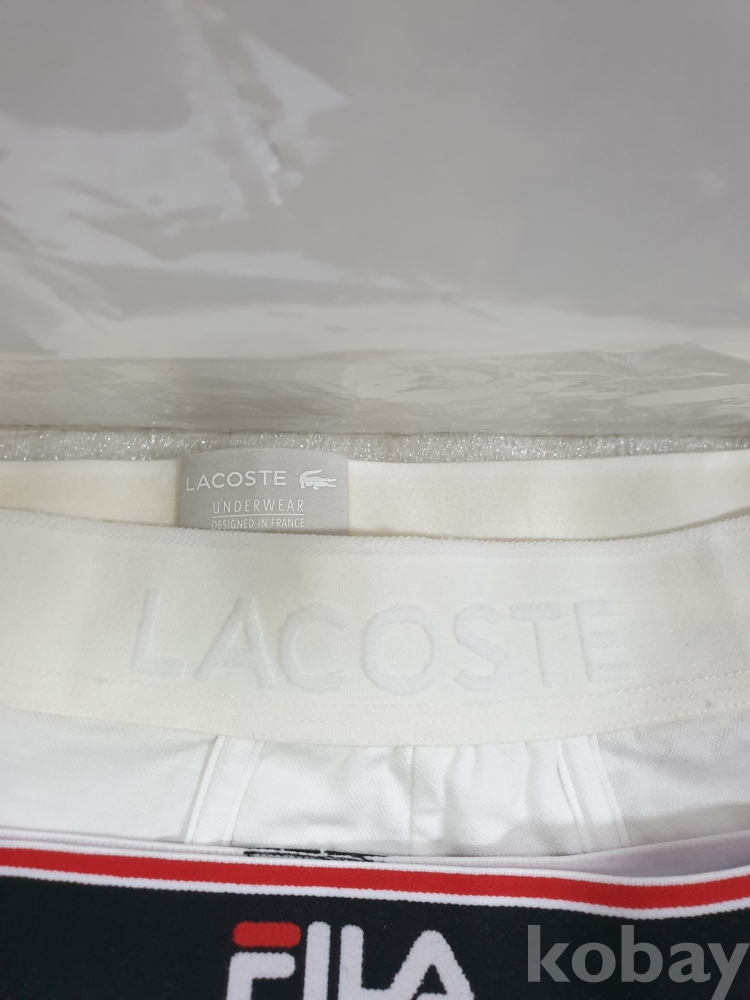 LACOSTE
UNDERWEAR
DESIGNED IN FRANCE
LACOSTE
FILA
kobay